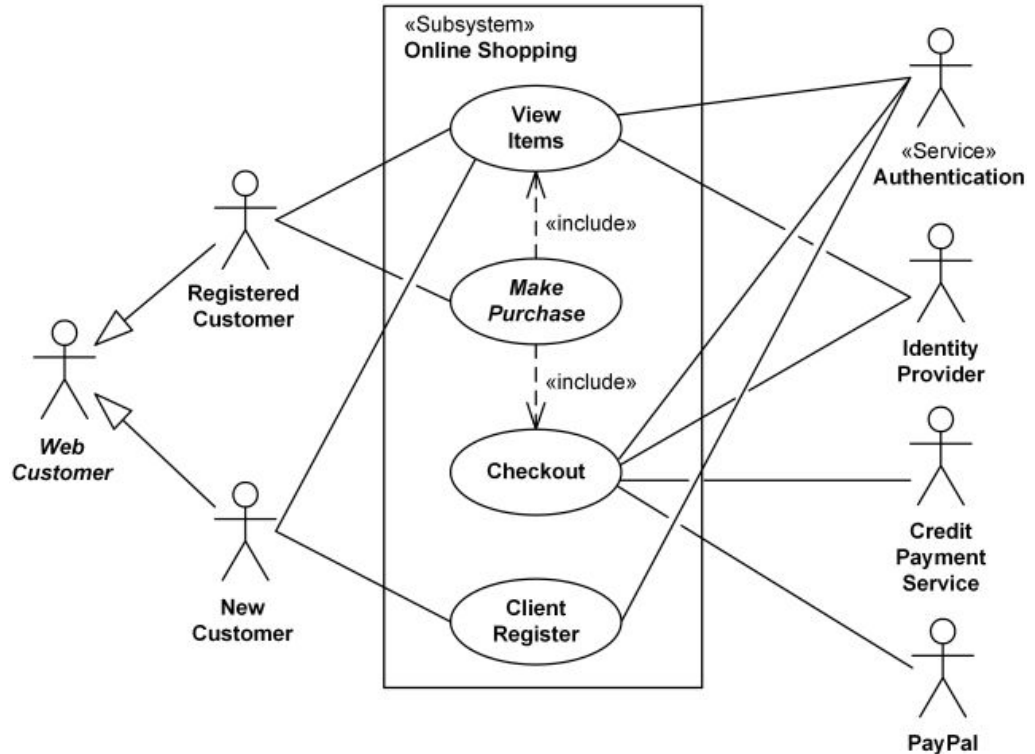 «Subsystem»
Online Shopping
View
Items
«include»
Make
Purchase
«include»
Checkout
Client
Register
Registered
Customer
Web
Customer
New
Customer
«Service»
Authentication
Identity
Provider
Credit
Payment
Service
PayPal